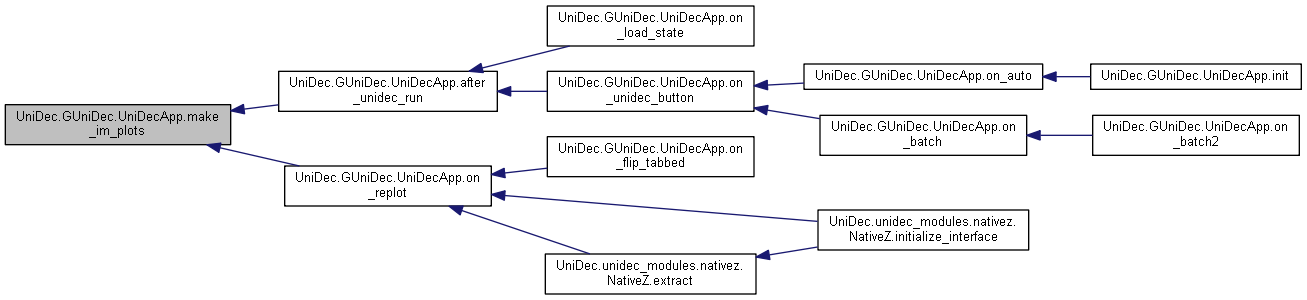 UniDec.GUniDec.UniDecApp.make
_im_plots
UniDec.GUniDec.UniDecApp.after
_unidec_run
UniDec.GUniDec.UniDecApp.on
_load_state
UniDec.GUniDec.UniDecApp.on
_unidec_button
UniDec.GUniDec.UniDecApp.on_auto
UniDec.GUniDec.UniDecApp.init
UniDec.GUniDec.UniDecApp.on
_batch
UniDec.GUniDec.UniDecApp.on
_batch2
UniDec.GUniDec.UniDecApp.on
_replot
UniDec.GUniDec.UniDecApp.on
_flip_tabbed
UniDec.unidec_modules.nativez.
NativeZ.initialize_interface
UniDec.unidec_modules.nativez.
NativeZ.extract